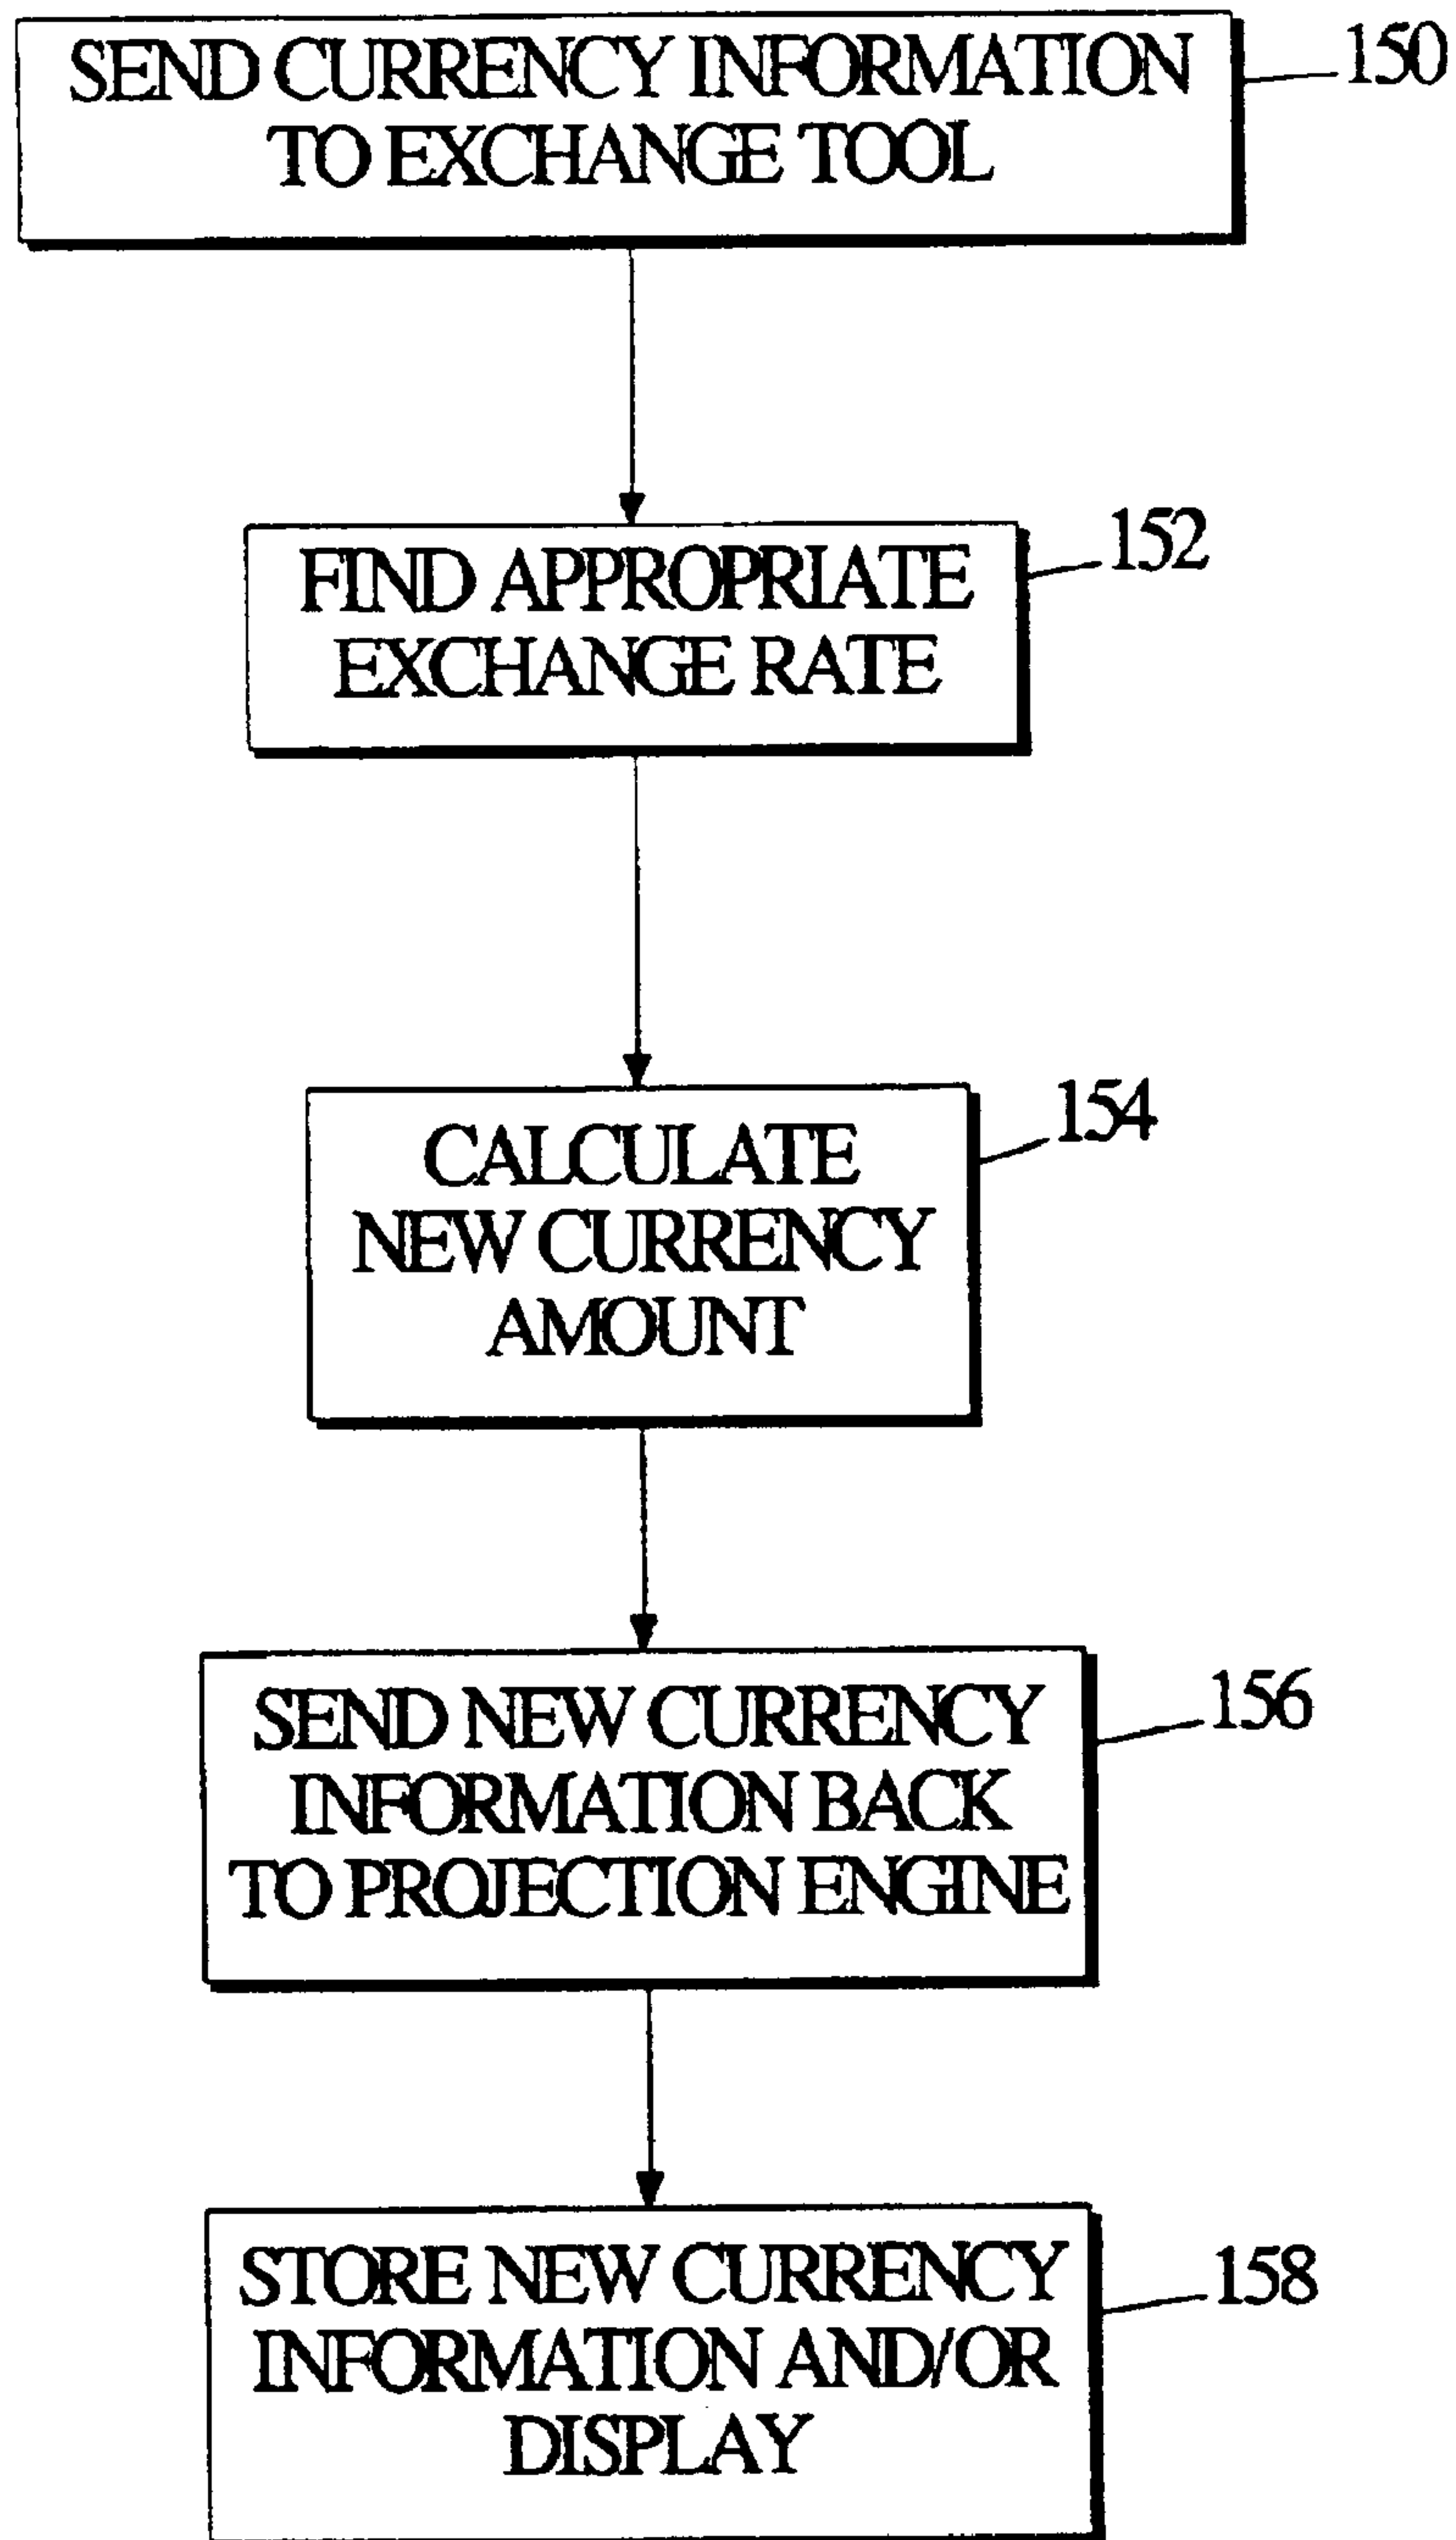 SEND CURRENCY INFORMATION
TO EXCHANGE TOOL
150
FIND APPROPRIATE
EXCHANGE RATE
152
CALCULATE
NEW CURRENCY
AMOUNT
154
SEND NEW CURRENCY
INFORMATION BACK
TO PROJECTION ENGINE
156
STORE NEW CURRENCY
INFORMATION AND/OR
DISPLAY
158